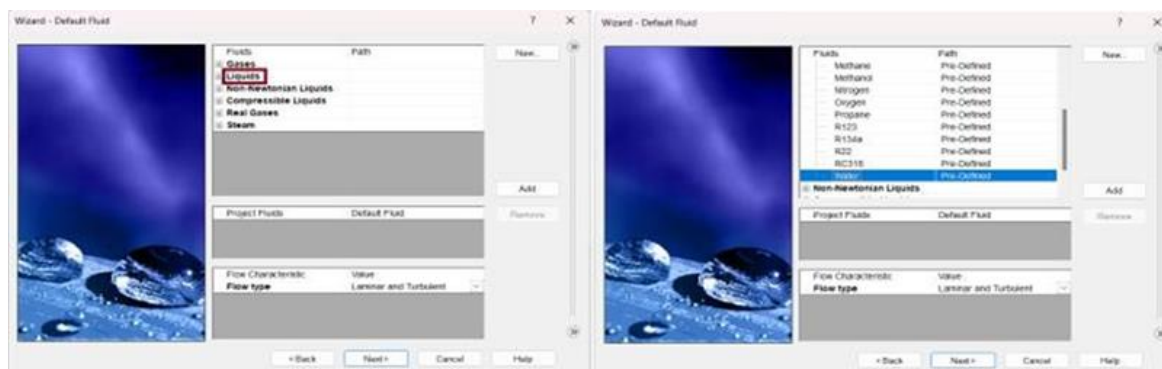 Wizard - Default Fluid ? ×
Fluids Path
Gases
Liquids
Non-Newtonian Liquids
Compressible Liquids
Real Gases
Steam
New...
Add
Project Fluids Default Fluid
Remove
Flow Characteristic Value
Flow type Laminar and Turbulent
< Back Next > Cancel Help
Wizard - Default Fluid ? ×
Fluids Path
Methane Pre-Defined
Methanol Pre-Defined
Nitrogen Pre-Defined
Oxygen Pre-Defined
Propane Pre-Defined
R123 Pre-Defined
R134a Pre-Defined
R22 Pre-Defined
RC318 Pre-Defined
Water Pre-Defined
Non-Newtonian Liquids
New...
Add
Project Fluids Default Fluid
Remove
Flow Characteristic Value
Flow type Laminar and Turbulent
< Back Next > Cancel Help